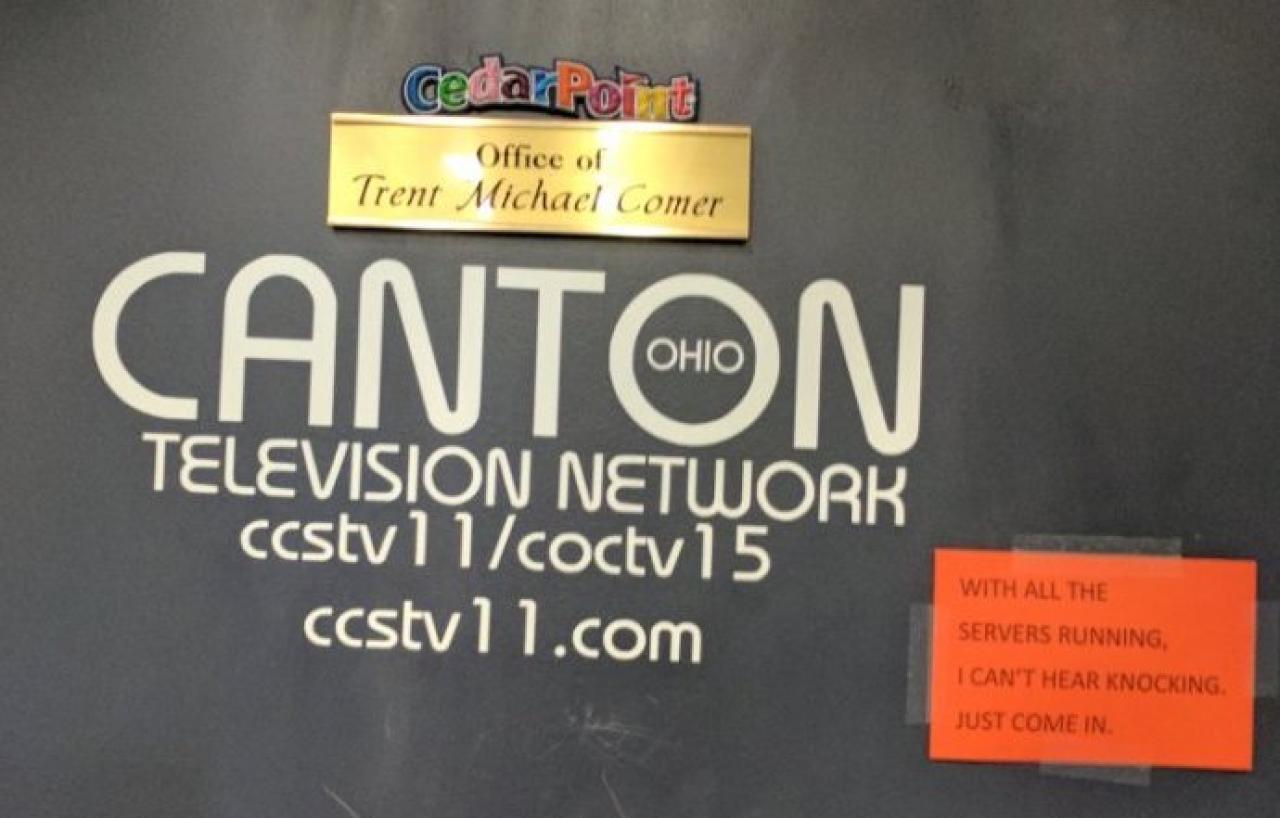 CedarPoint
Office of
Trent Michael Comer
CANTON
OHIO
TELEVISION NETWORK
ccstv11/coctv15
ccstv11.com
WITH ALL THE
SERVERS RUNNING,
I CAN'T HEAR KNOCKING.
JUST COME IN.